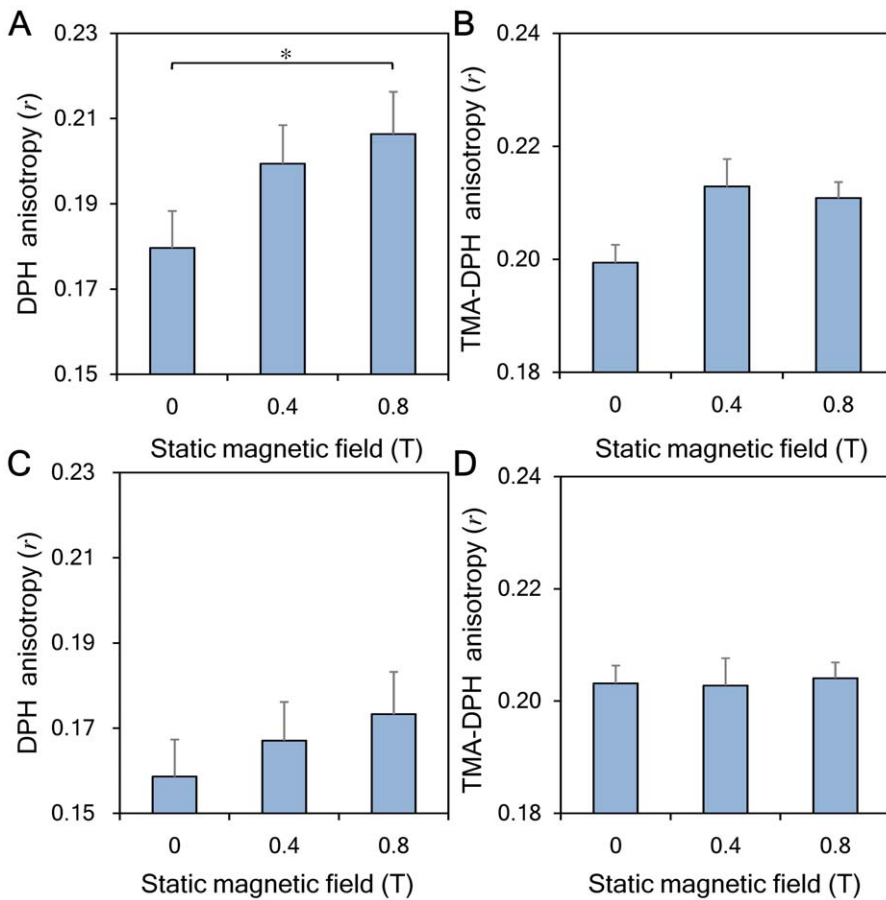 A
0.23
0.21
0.19
0.17
0.15
DPH anisotropy (r)
*
0 0.4 0.8
Static magnetic field (T)
B
0.24
0.22
0.20
0.18
TMA-DPH anisotropy (r)
0 0.4 0.8
Static magnetic field (T)
C
0.23
0.21
0.19
0.17
0.15
DPH anisotropy (r)
0 0.4 0.8
Static magnetic field (T)
D
0.24
0.22
0.20
0.18
TMA-DPH anisotropy (r)
0 0.4 0.8
Static magnetic field (T)